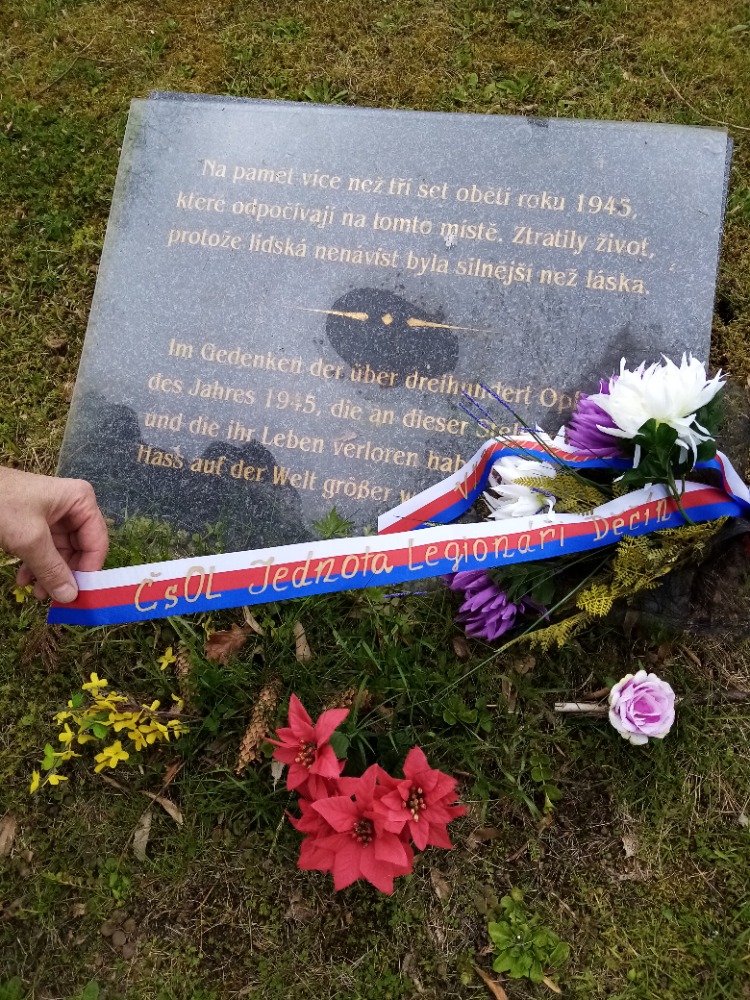 Na paměť více než tří set obětí roku 1945,
které odpočívají na tomto místě. Ztratily život,
protože lidská nenávist byla silnější než láska.
Im Gedenken der über dreihundert
des Jahres 1945, die an dieser
und die ihr Leben verloren
Hass auf der Welt größer
ČsOL Jednota Legionářů Děčín